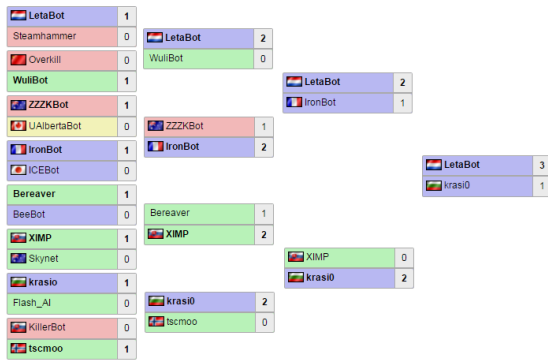 LetaBot 1
Steamhammer 0
Overkill 0
WuliBot 1
ZZZKBot 1
UAlbertaBot 0
IronBot 1
ICEBot 0
Bereaver 1
BeeBot 0
XIMP 1
Skynet 0
krasio 1
Flash_AI 0
KillerBot 0
tscmoo 1
LetaBot 2
WuliBot 0
ZZZKBot 1
IronBot 2
Bereaver 1
XIMP 2
krasi0 2
tscmoo 0
LetaBot 2
IronBot 1
XIMP 0
krasi0 2
LetaBot 3
krasi0 1